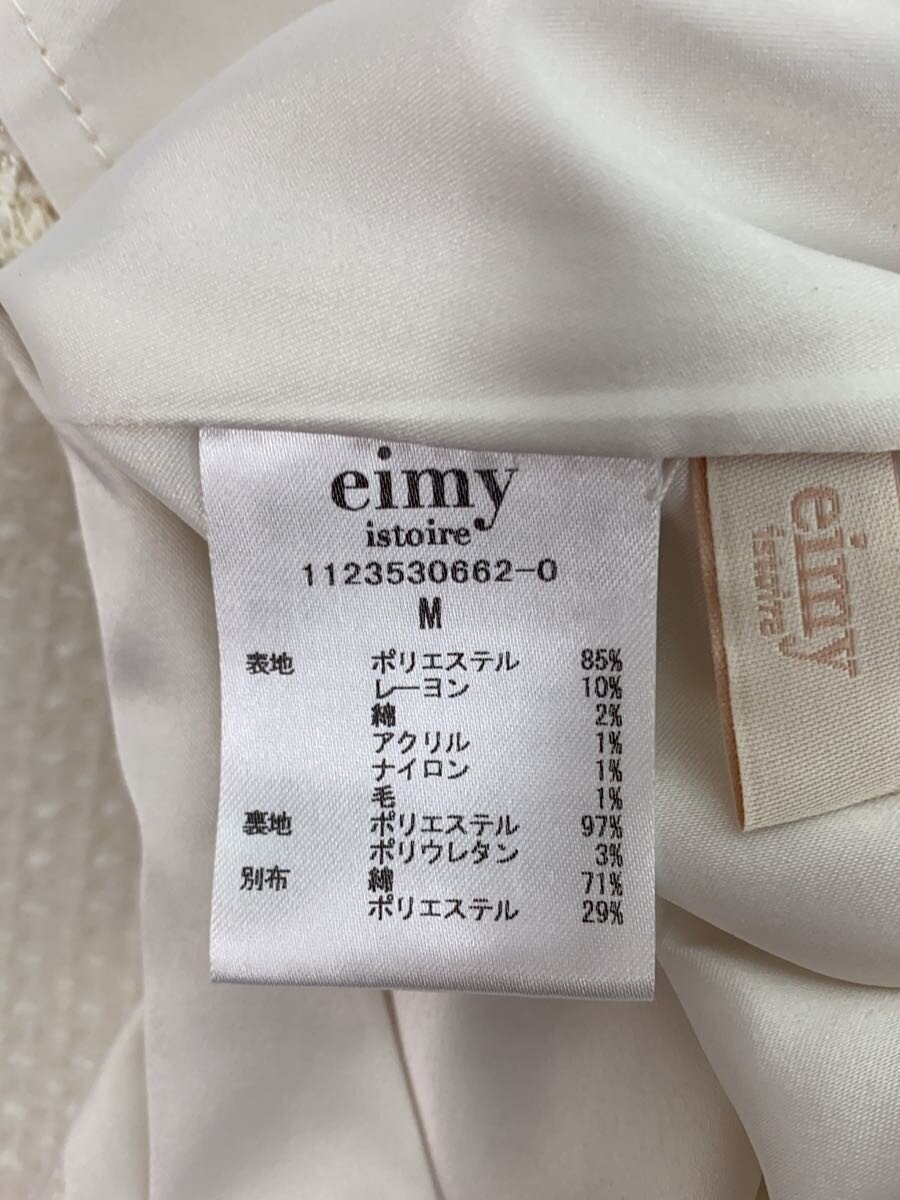 eimy
istoire
1123530662-0
M
表地 ポリエステル 85%
レーヨン 10%
綿 2%
アクリル 1%
ナイロン 1%
毛 1%
裏地 ポリエステル 97%
ポリウレタン 3%
別布 綿 71%
ポリエステル 29%
eimy
istoire